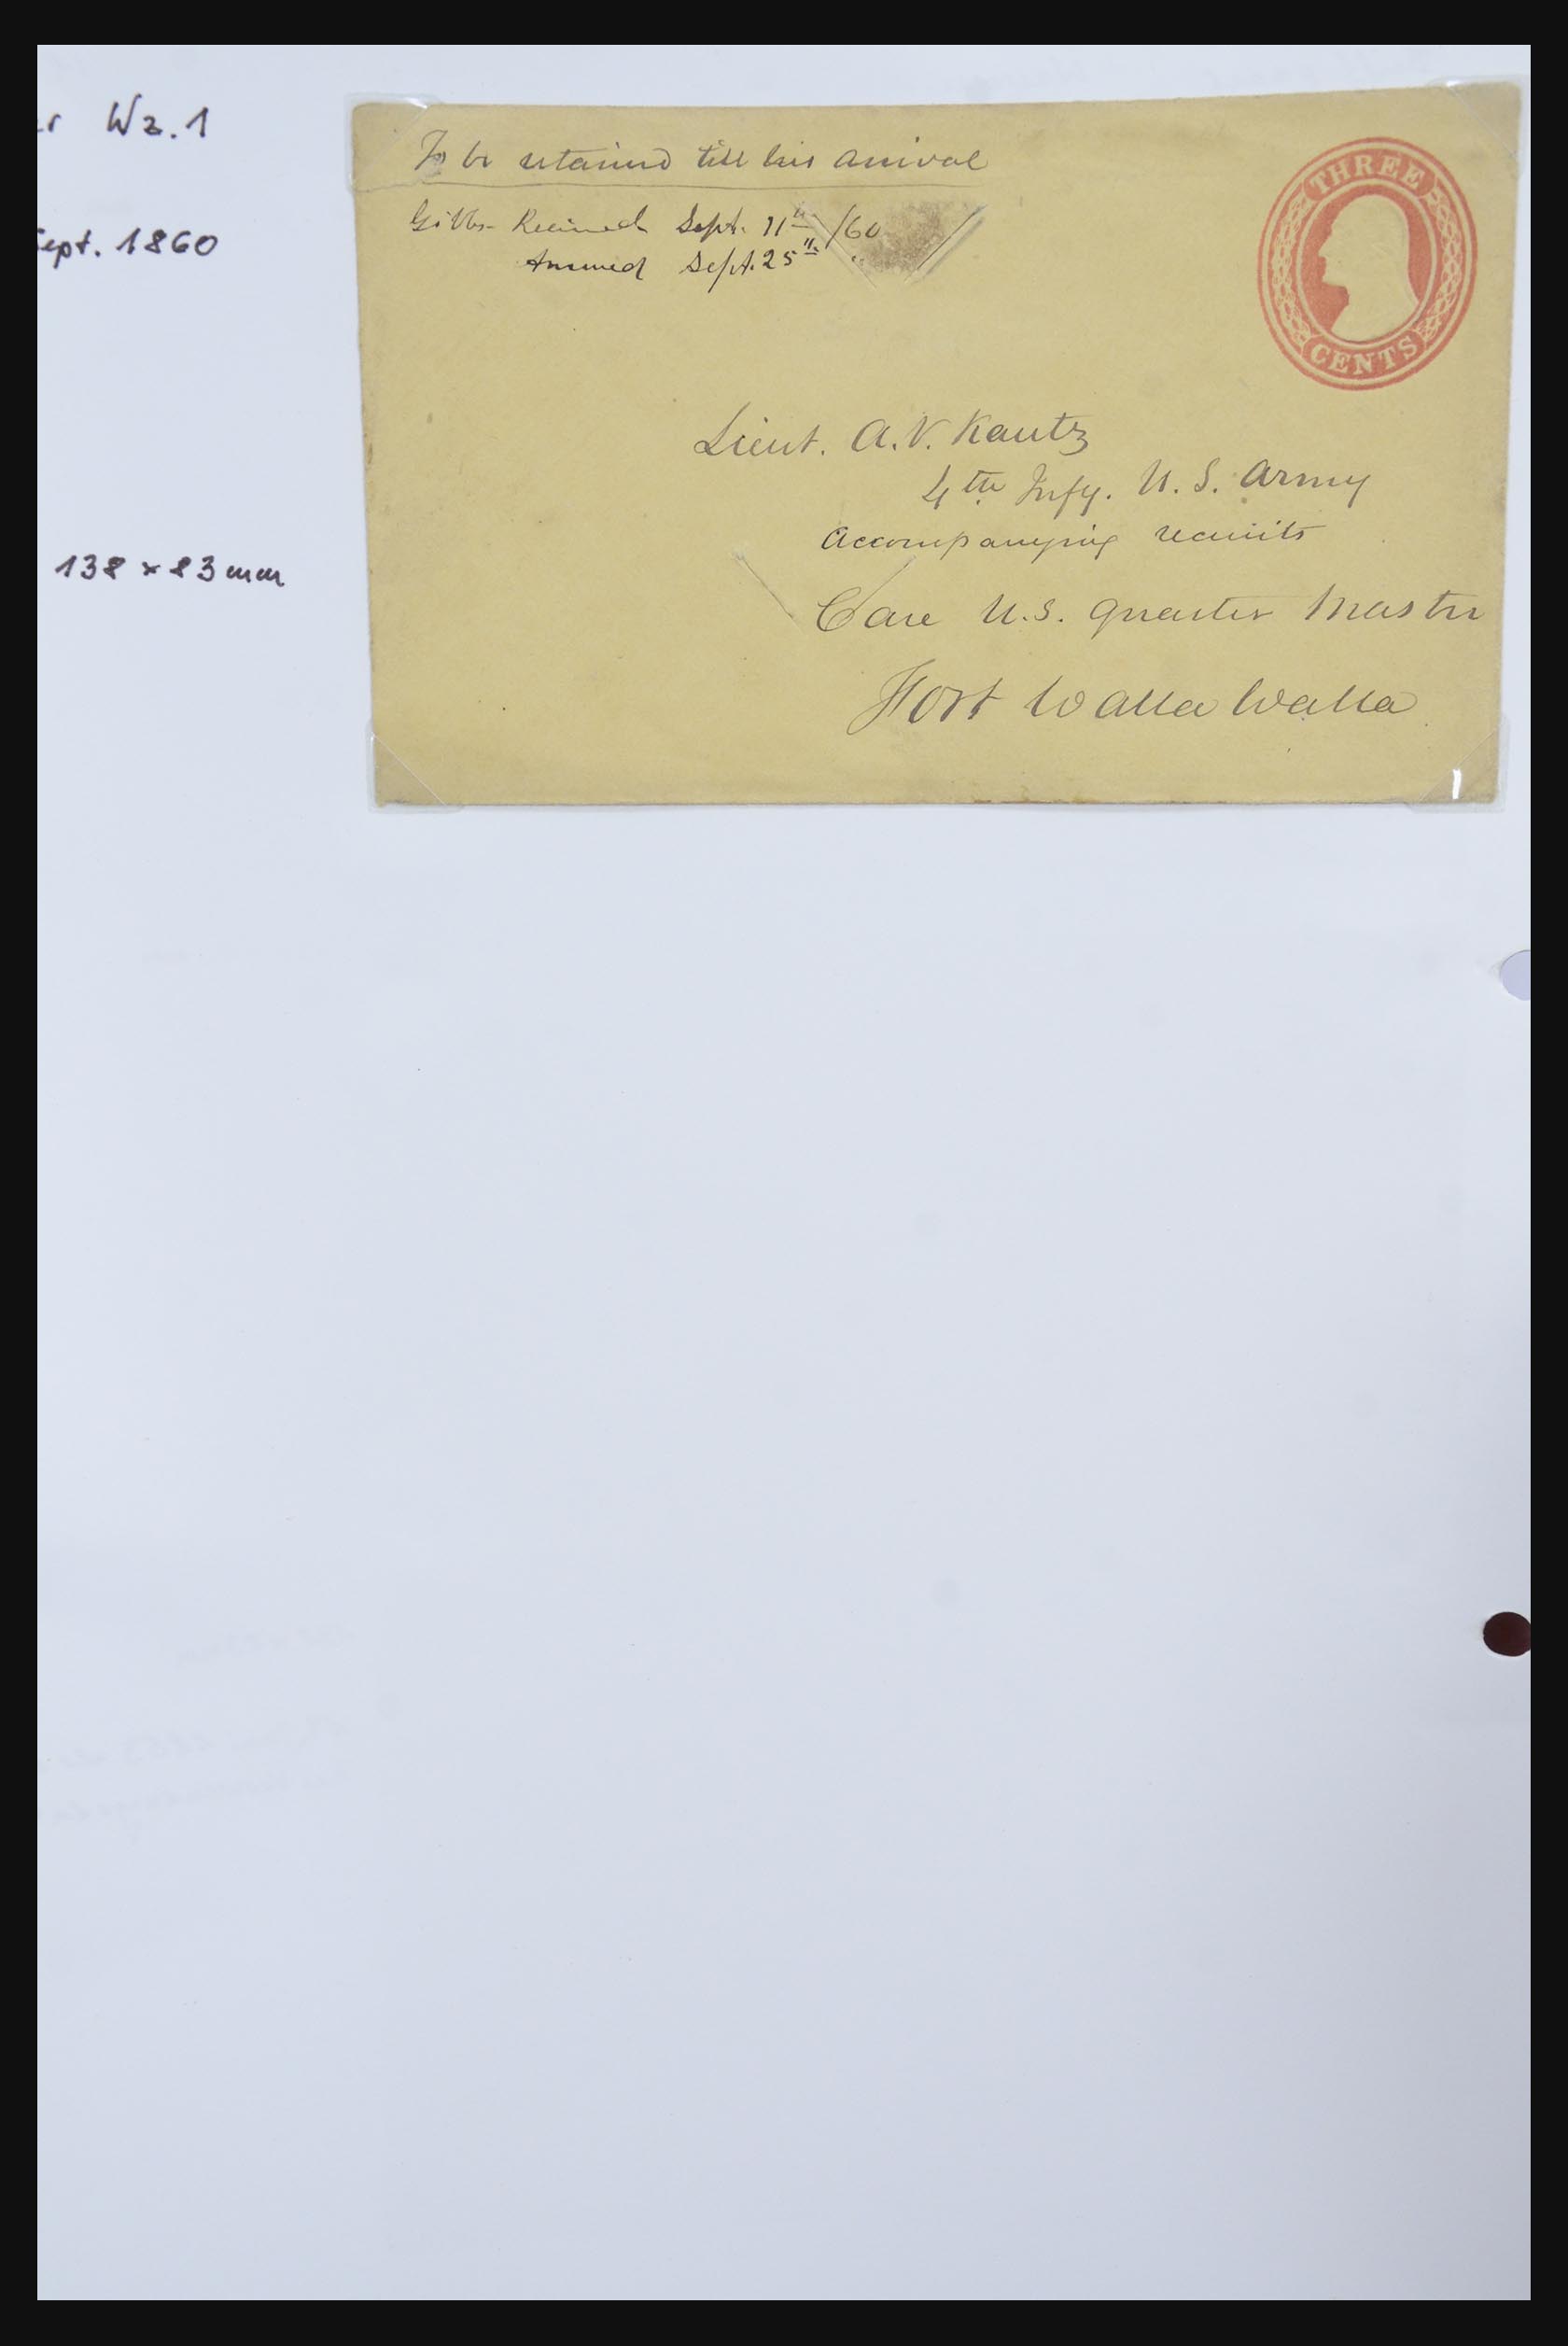 Wz. 1
Sept. 1860
138 x 83 mm
To be retained till his arrival
Gibbs - Received Sept. 11th /60
Answered Sept. 25th "
THREE
CENTS
Lieut. A. V. Kautz
4th Infy. U. S. Army
accompanying recruits
Care U.S. Quarter Master
Fort Walla Walla